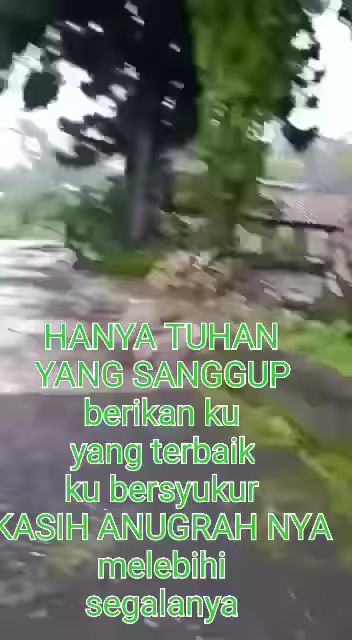 HANYA TUHAN
YANG SANGGUP
berikan ku
yang terbaik
ku bersyukur
KASIH ANUGRAH NYA
melebihi
segalanya